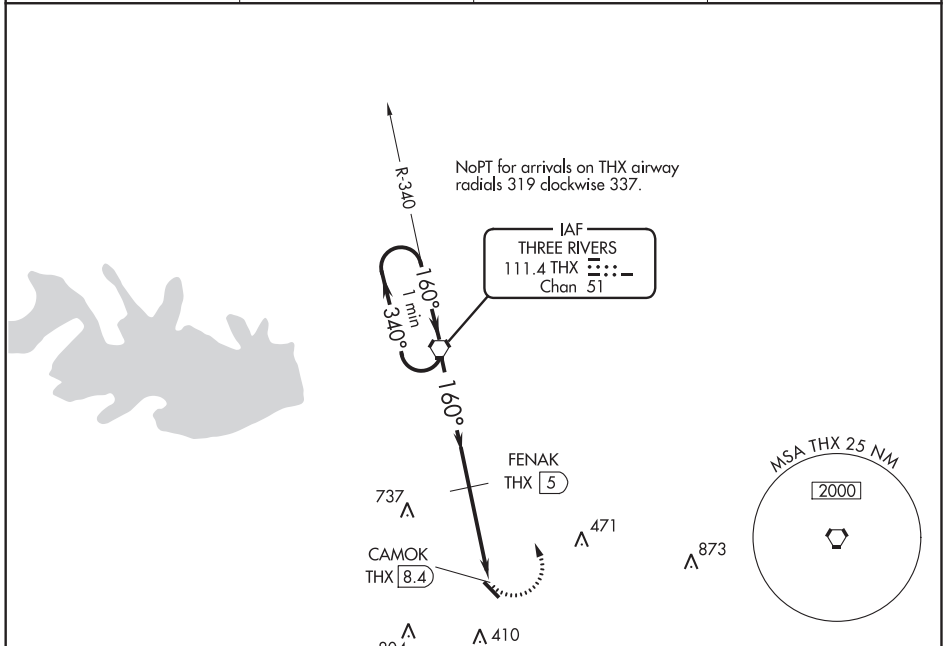 R-340
NoPT for arrivals on THX airway
radials 319 clockwise 337.
IAF
THREE RIVERS
111.4 THX
Chan 51
160°
1 min
340°
160°
FENAK
THX 5
737
471
873
CAMOK
THX 8.4
410
MSA THX 25 NM
2000